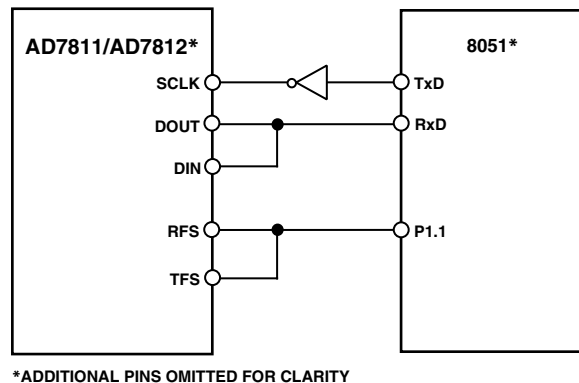 AD7811/AD7812*
8051*
SCLK
TxD
DOUT
RxD
DIN
RFS
P1.1
TFS
*ADDITIONAL PINS OMITTED FOR CLARITY